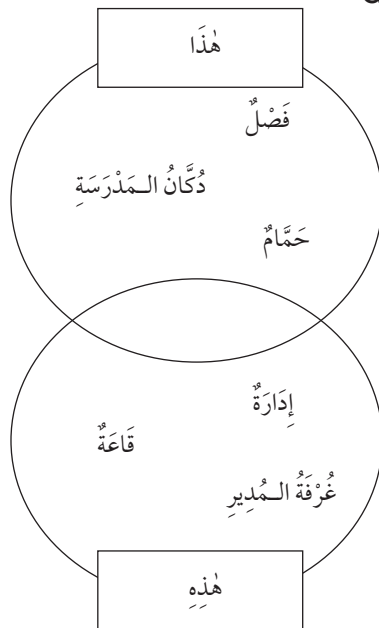 هٰذَا
فَصْلٌ
دُكَّانُ الـمَدْرَسَةِ
حَمَّامٌ
إِدَارَةٌ
قَاعَةٌ
غُرْفَةُ الـمُدِيرِ
هٰذِهِ